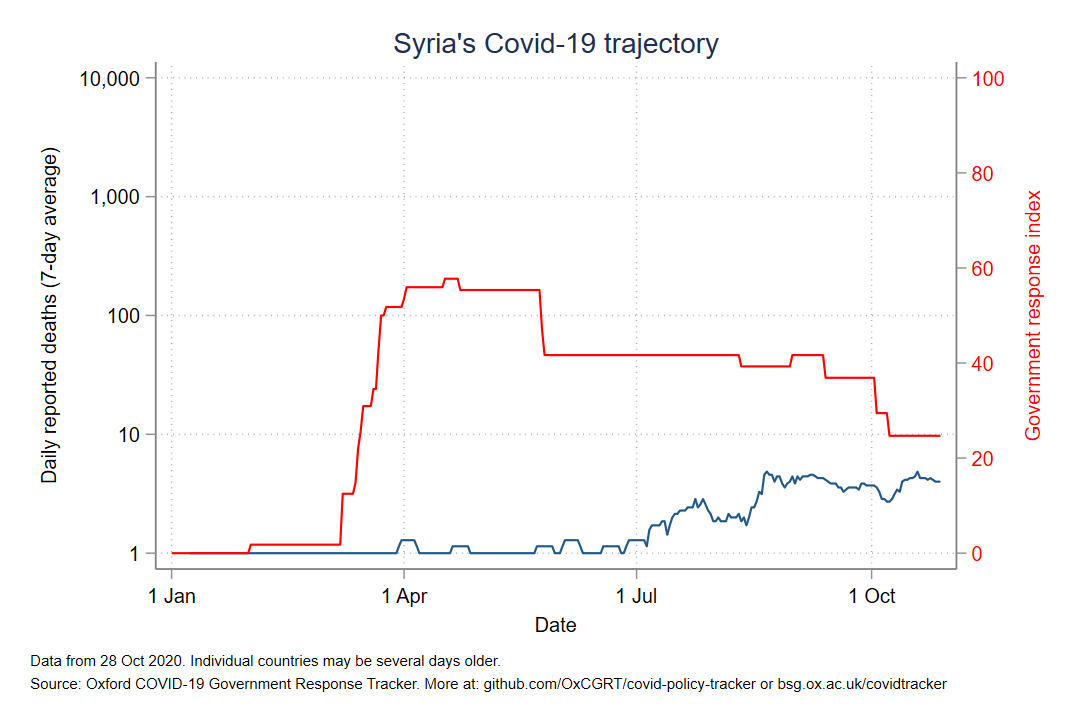 Syria's Covid-19 trajectory
10,000
1,000
100
10
1
Daily reported deaths (7-day average)
100
80
60
40
20
0
Government response index
1 Jan
1 Apr
1 Jul
1 Oct
Date
Data from 28 Oct 2020. Individual countries may be several days older.
Source: Oxford COVID-19 Government Response Tracker. More at: github.com/OxCGRT/covid-policy-tracker or bsg.ox.ac.uk/covidtracker